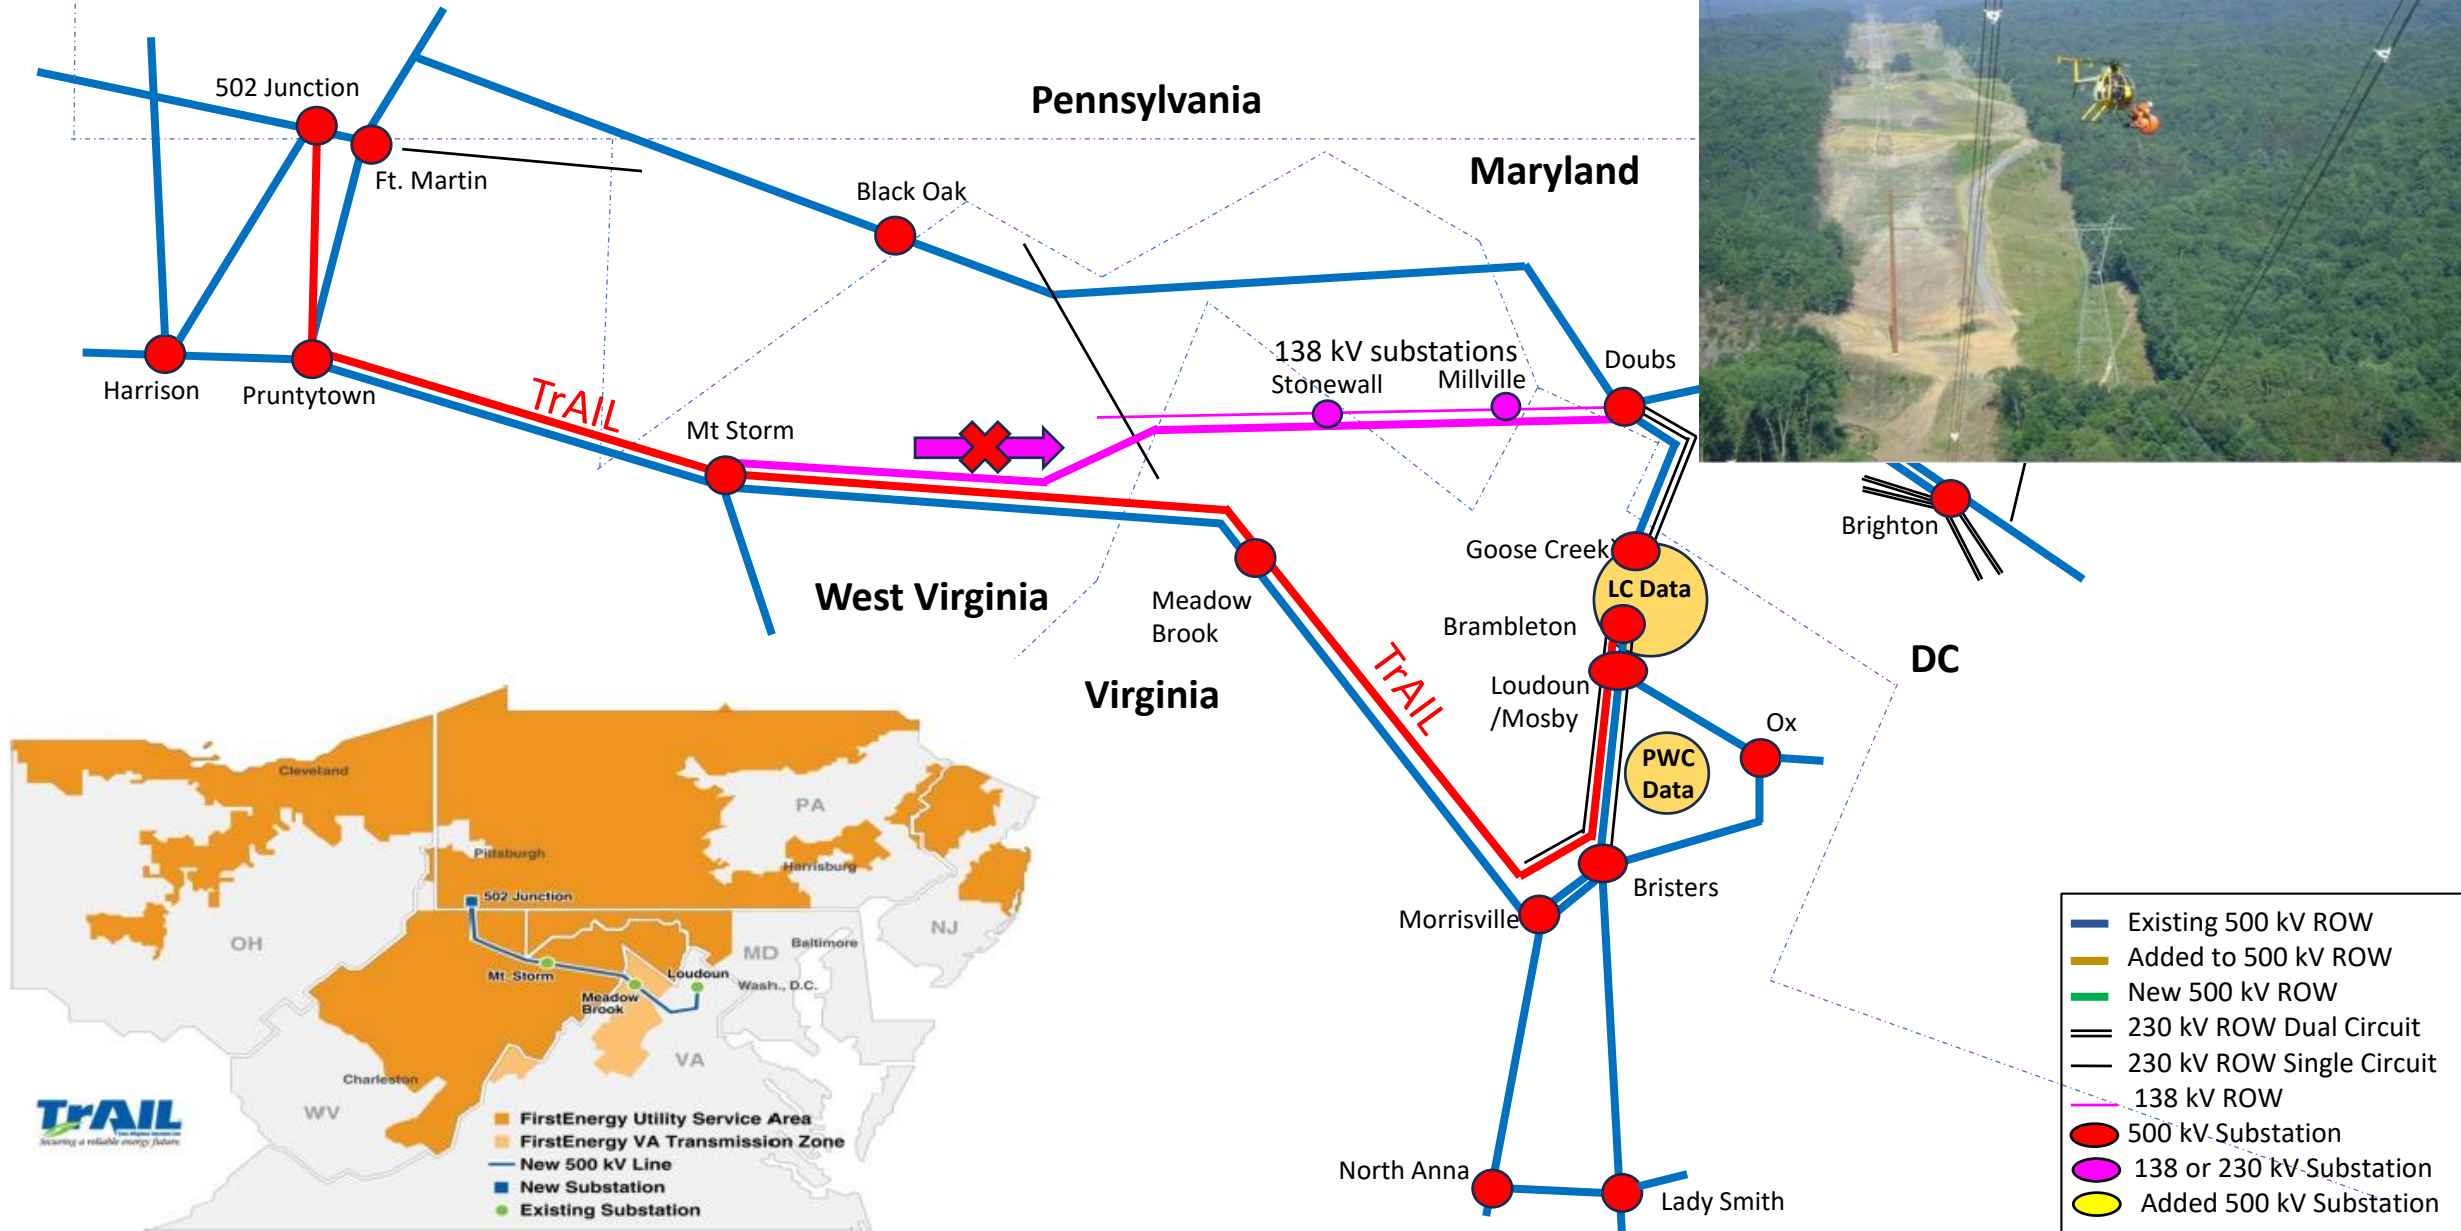 502 Junction
Pennsylvania
Ft. Martin
Black Oak
Maryland
138 kV substations
Stonewall
Millville
Doubs
Harrison
Pruntytown
TrAIL
Mt Storm
Brighton
Goose Creek
LC Data
West Virginia
Meadow
Brook
Brambleton
DC
Virginia
TrAIL
Loudoun
/Mosby
Ox
PWC
Data
Bristers
Morrisville
North Anna
Lady Smith
Existing 500 kV ROW
Added to 500 kV ROW
New 500 kV ROW
230 kV ROW Dual Circuit
230 kV ROW Single Circuit
138 kV ROW
500 kV Substation
138 or 230 kV Substation
Added 500 kV Substation
Cleveland
PA
Pittsburgh
Harrisburg
502 Junction
OH
NJ
MD
Baltimore
Mt. Storm
Loudoun
Wash., D.C.
Meadow
Brook
VA
Charleston
WV
TrAIL
Securing a reliable energy future
FirstEnergy Utility Service Area
FirstEnergy VA Transmission Zone
New 500 kV Line
New Substation
Existing Substation